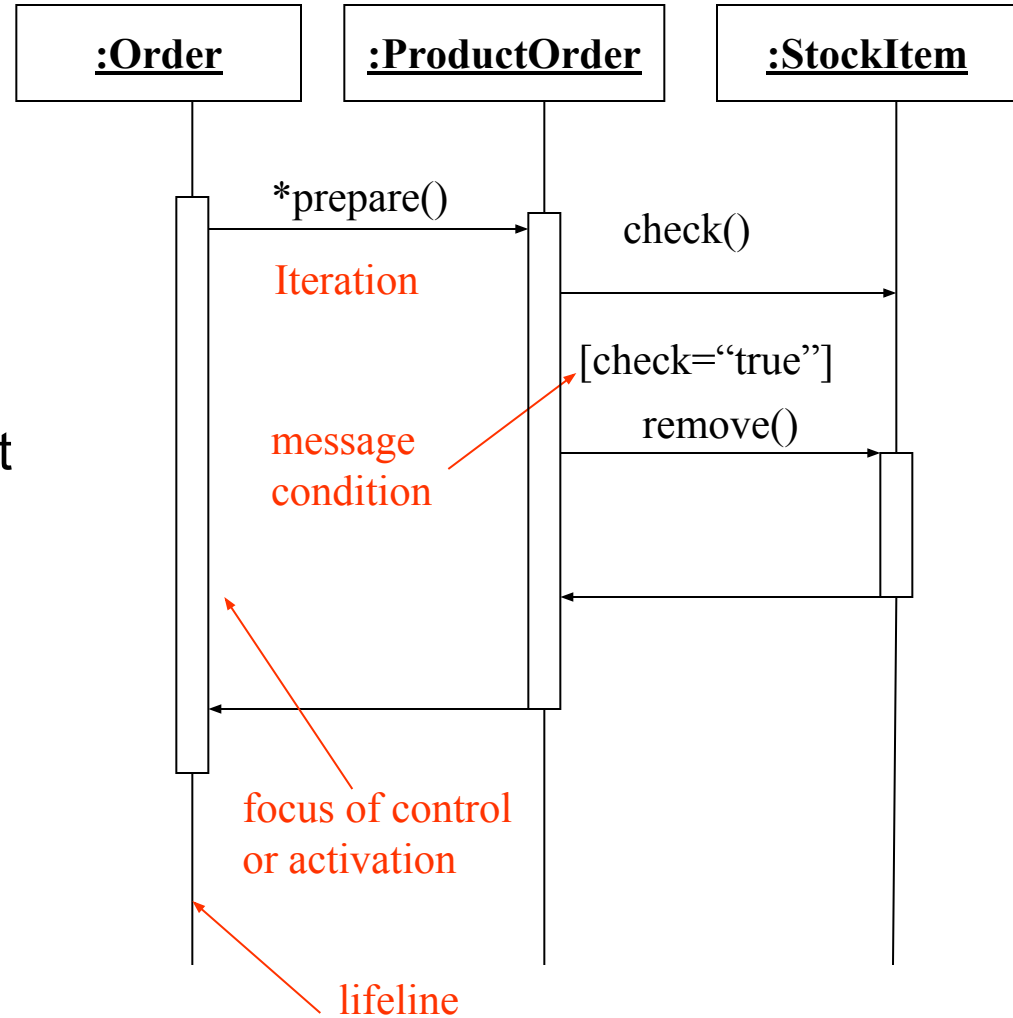 :Order
:ProductOrder
:StockItem
*prepare()
check()
Iteration
[check=“true”]
remove()
message
condition
t
focus of control
or activation
lifeline